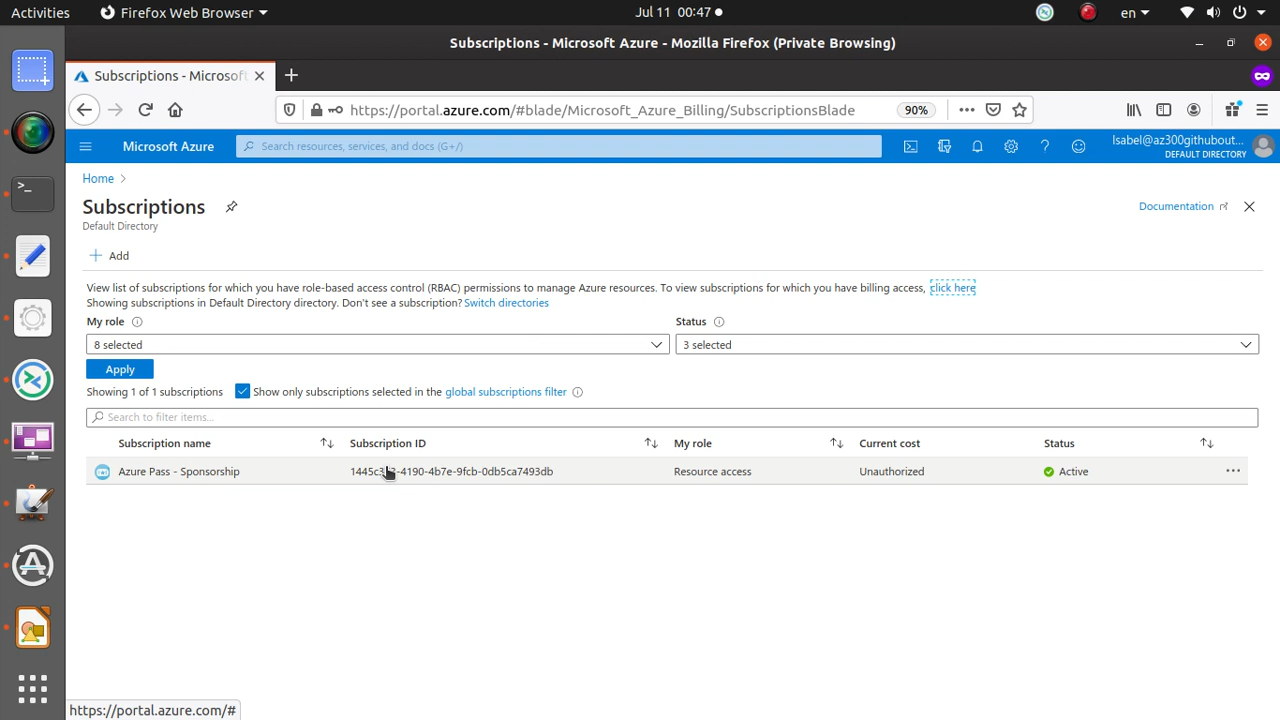 Activities
Firefox Web Browser
Jul 11 00:47
en
Subscriptions - Microsoft Azure - Mozilla Firefox (Private Browsing)
Subscriptions - Microsoft
https://portal.azure.com/#blade/Microsoft_Azure_Billing/SubscriptionsBlade
90%
Microsoft Azure
Search resources, services, and docs (G+/)
Isabel@az300githubout...
DEFAULT DIRECTORY
Home
Subscriptions
Default Directory
Documentation
Add
View list of subscriptions for which you have role-based access control (RBAC) permissions to manage Azure resources. To view subscriptions for which you have billing access, click here
Showing subscriptions in Default Directory directory. Don't see a subscription? Switch directories
My role
Status
8 selected
3 selected
Apply
Showing 1 of 1 subscriptions
Show only subscriptions selected in the global subscriptions filter
Search to filter items...
Subscription name
Subscription ID
My role
Current cost
Status
Azure Pass - Sponsorship
-4190-4b7e-9fcb-0db5ca7493db
Resource access
Unauthorized
Active
https://portal.azure.com/#